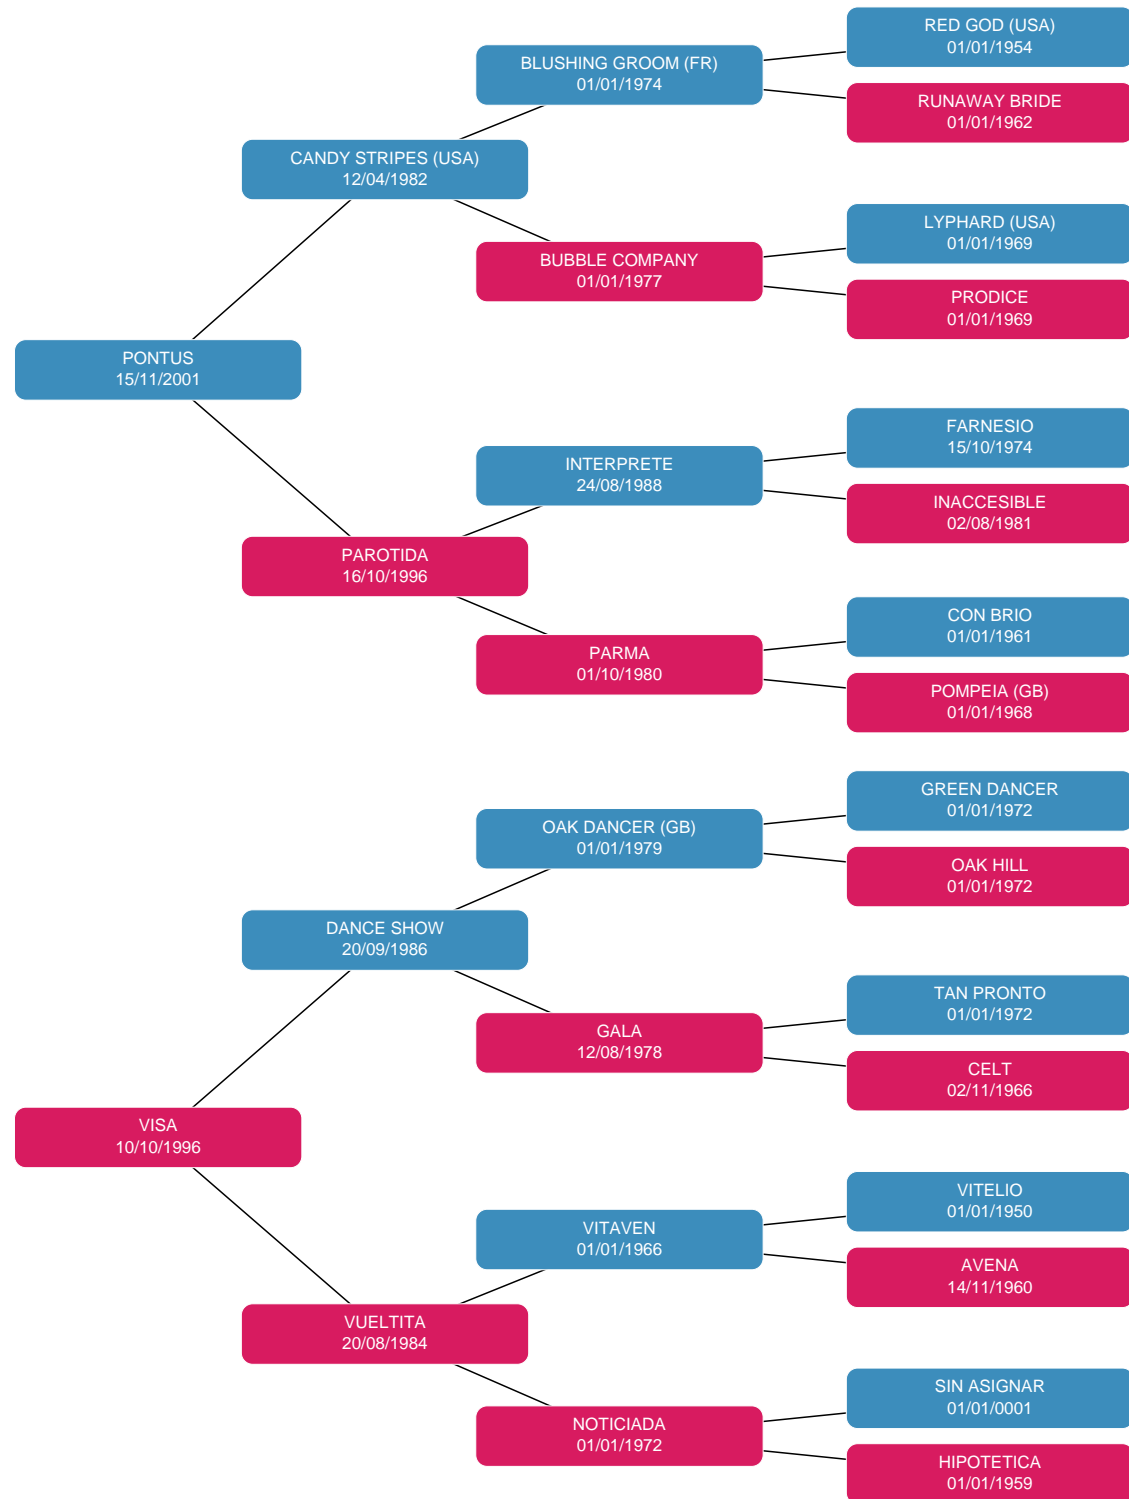 RED GOD (USA)
01/01/1954
BLUSHING GROOM (FR)
01/01/1974
RUNAWAY BRIDE
01/01/1962
CANDY STRIPES (USA)
12/04/1982
LYPHARD (USA)
01/01/1969
BUBBLE COMPANY
01/01/1977
PRODICE
01/01/1969
PONTUS
15/11/2001
FARNESIO
15/10/1974
INTERPRETE
24/08/1988
INACCESIBLE
02/08/1981
PAROTIDA
16/10/1996
CON BRIO
01/01/1961
PARMA
01/10/1980
POMPEIA (GB)
01/01/1968
GREEN DANCER
01/01/1972
OAK DANCER (GB)
01/01/1979
OAK HILL
01/01/1972
DANCE SHOW
20/09/1986
TAN PRONTO
01/01/1972
GALA
12/08/1978
CELT
02/11/1966
VISA
10/10/1996
VITELIO
01/01/1950
VITAVEN
01/01/1966
AVENA
14/11/1960
VUELTITA
20/08/1984
SIN ASIGNAR
01/01/0001
NOTICIADA
01/01/1972
HIPOTETICA
01/01/1959